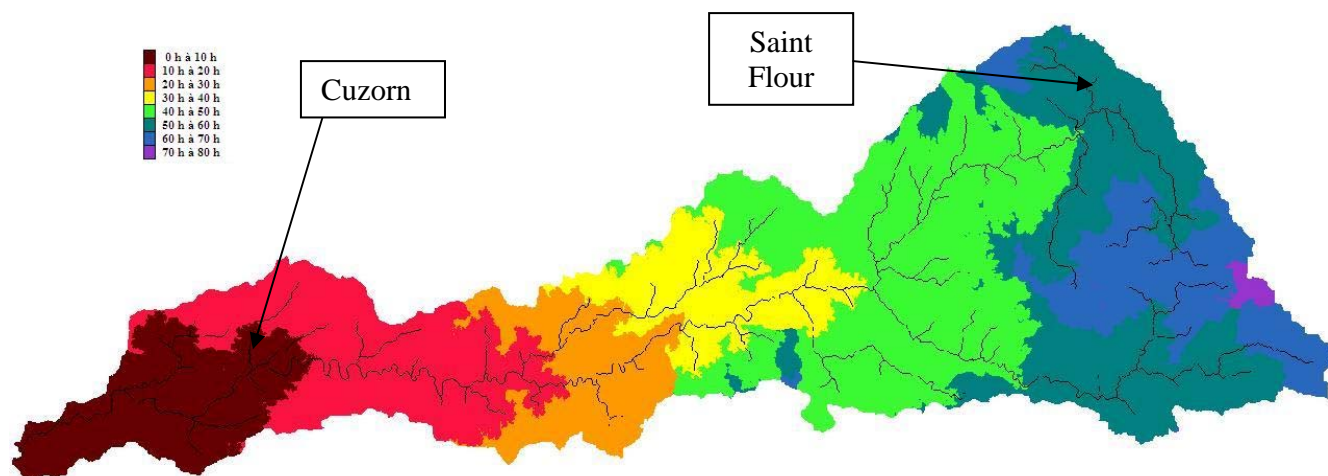 0 h à 10 h
10 h à 20 h
20 h à 30 h
30 h à 40 h
40 h à 50 h
50 h à 60 h
60 h à 70 h
70 h à 80 h
Cuzorn
Saint
Flour